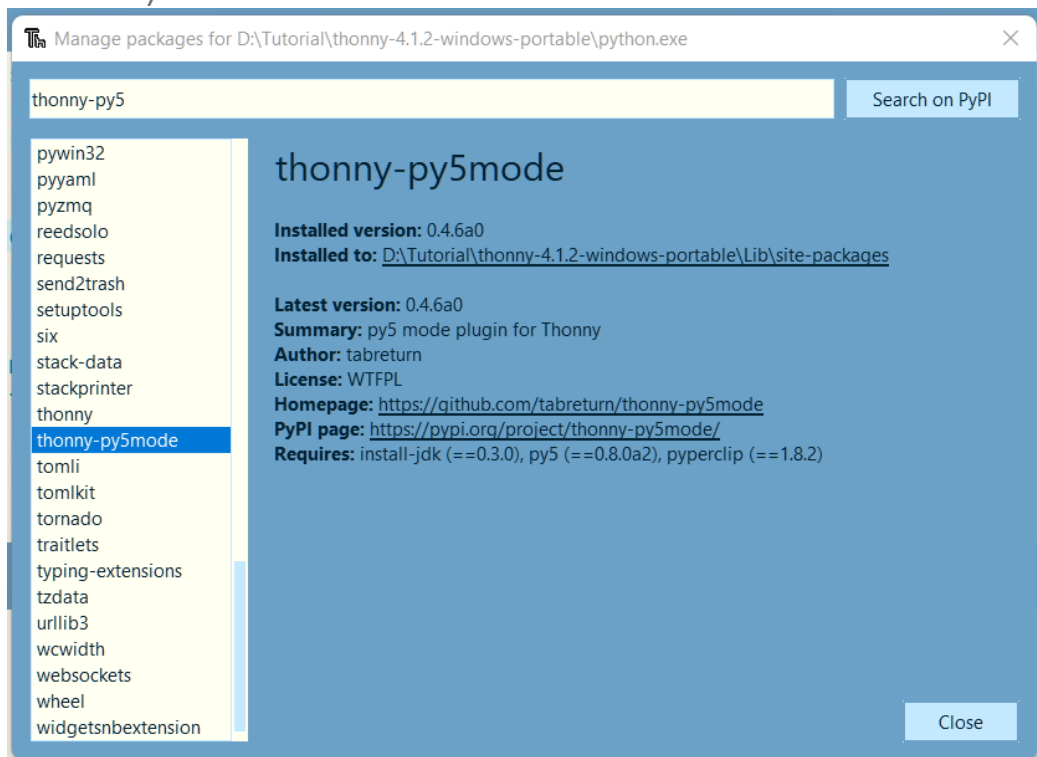 Manage packages for D:\Tutorial\thonny-4.1.2-windows-portable\python.exe
thonny-py5
Search on PyPI
pywin32
pyyaml
pyzmq
reedsolo
requests
send2trash
setuptools
six
stack-data
stackprinter
thonny
thonny-py5mode
tomli
tomlkit
tornado
traitlets
typing-extensions
tzdata
urllib3
wcwidth
websockets
wheel
widgetsnbextension
thonny-py5mode
Installed version: 0.4.6a0
Installed to: D:\Tutorial\thonny-4.1.2-windows-portable\Lib\site-packages
Latest version: 0.4.6a0
Summary: py5 mode plugin for Thonny
Author: tabreturn
License: WTFPL
Homepage: https://github.com/tabreturn/thonny-py5mode
PyPI page: https://pypi.org/project/thonny-py5mode/
Requires: install-jdk (==0.3.0), py5 (==0.8.0a2), pyperclip (==1.8.2)
Close